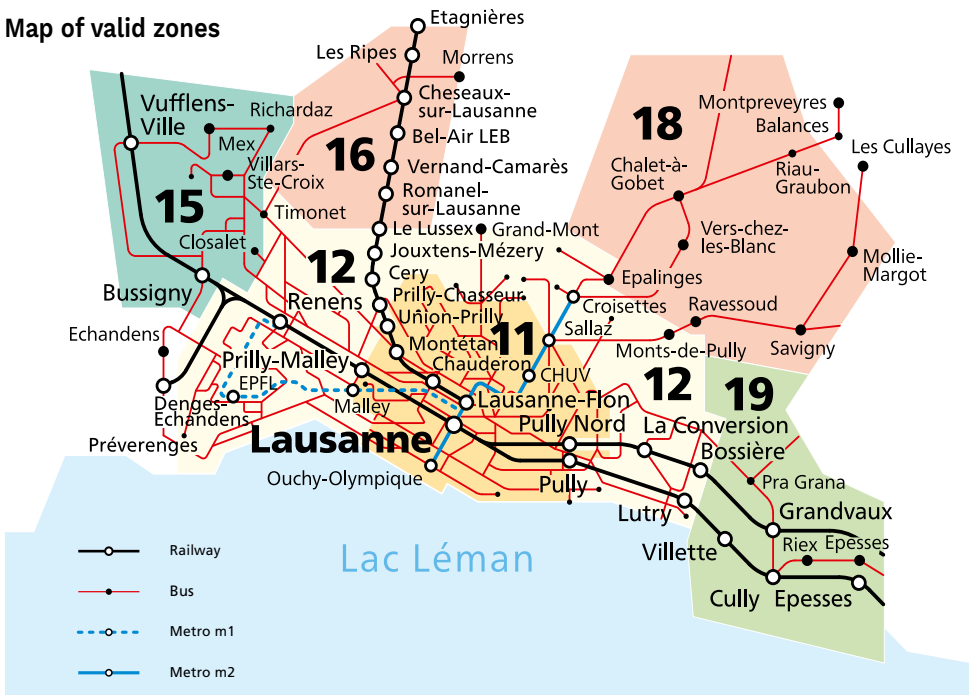 Map of valid zones
Etagnières
Les Ripes
Morrens
Cheseaux-
sur-Lausanne
Bel-Air LEB
16
Vernand-Camarès
Romanel-
sur-Lausanne
Le Lussex
Vufflens-
Ville
Richardaz
Mex
Villars-
Ste-Croix
15
Timonet
Closalet
Bussigny
18
Montpreveyres
Balances
Les Cullayes
Chalet-à-
Gobet
Riau-
Graubon
Vers-chez-
les-Blanc
Mollie-
Margot
Grand-Mont
Jouxtens-Mézery
12
Cery
Epalinges
Renens
Prilly-Chasseur
Croisettes
Ravessoud
Union-Prilly
11
Sallaz
Echandens
Montétan
Monts-de-Pully
Savigny
Prilly-Malley
Chauderon
CHUV
12
19
EPFL
Malley
Lausanne-Flon
Denges-
Echandens
Pully Nord
La Conversion
Lausanne
Bossière
Préverenges
Ouchy-Olympique
Pully
Pra Grana
Lutry
Grandvaux
Villette
Riex
Epesses
Lac Léman
Cully
Epesses
Railway
Bus
Metro m1
Metro m2